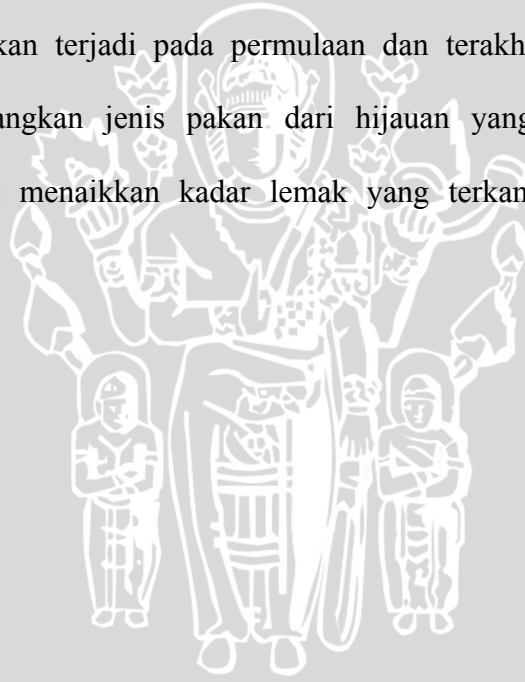 kan terjadi pada permulaan dan terakh
angkan jenis pakan dari hijauan yang
menaikkan kadar lemak yang terkan